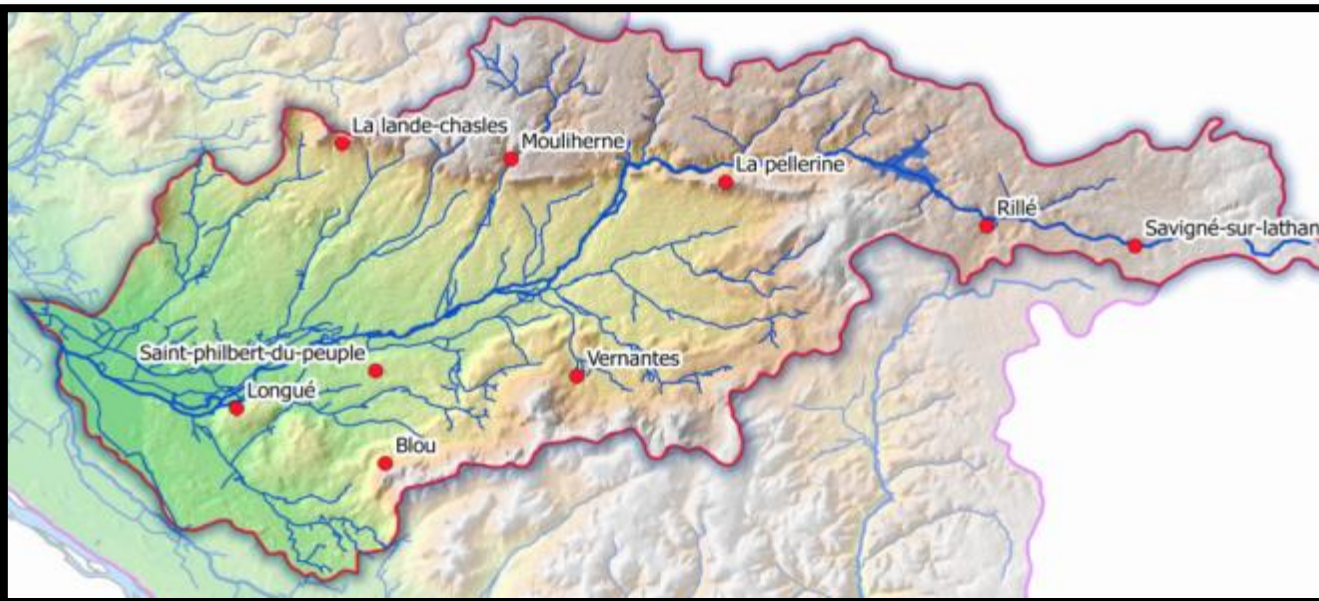 La lande-chasles
Mouliherne
La pellerine
Rillé
Savigné-sur-lathan
Saint-philbert-du-peuple
Vernantes
Longué
Blou